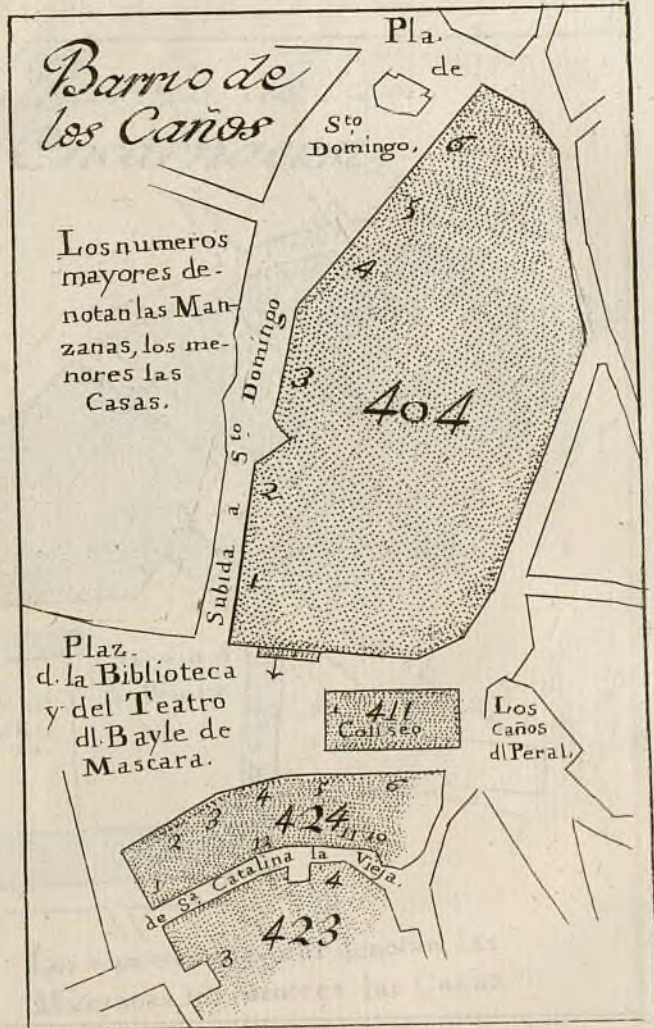 Barrio de
los Caños
Pla.
de
Sto.
Domingo.
Los numeros
mayores de-
notan las Man-
zanas, los me-
nores las
Casas.
Subida a Sto Domingo
6
5
4
3
2
1
404
Plaz.
d. la Biblioteca
y del Teatro
dl. Bayle de
Mascara.
1 411
Coliseo
Los
Caños
dl Peral.
1 2 3 4 5 6
424
12 11 10
de Sa. Catalina la Vieja.
4
423
3